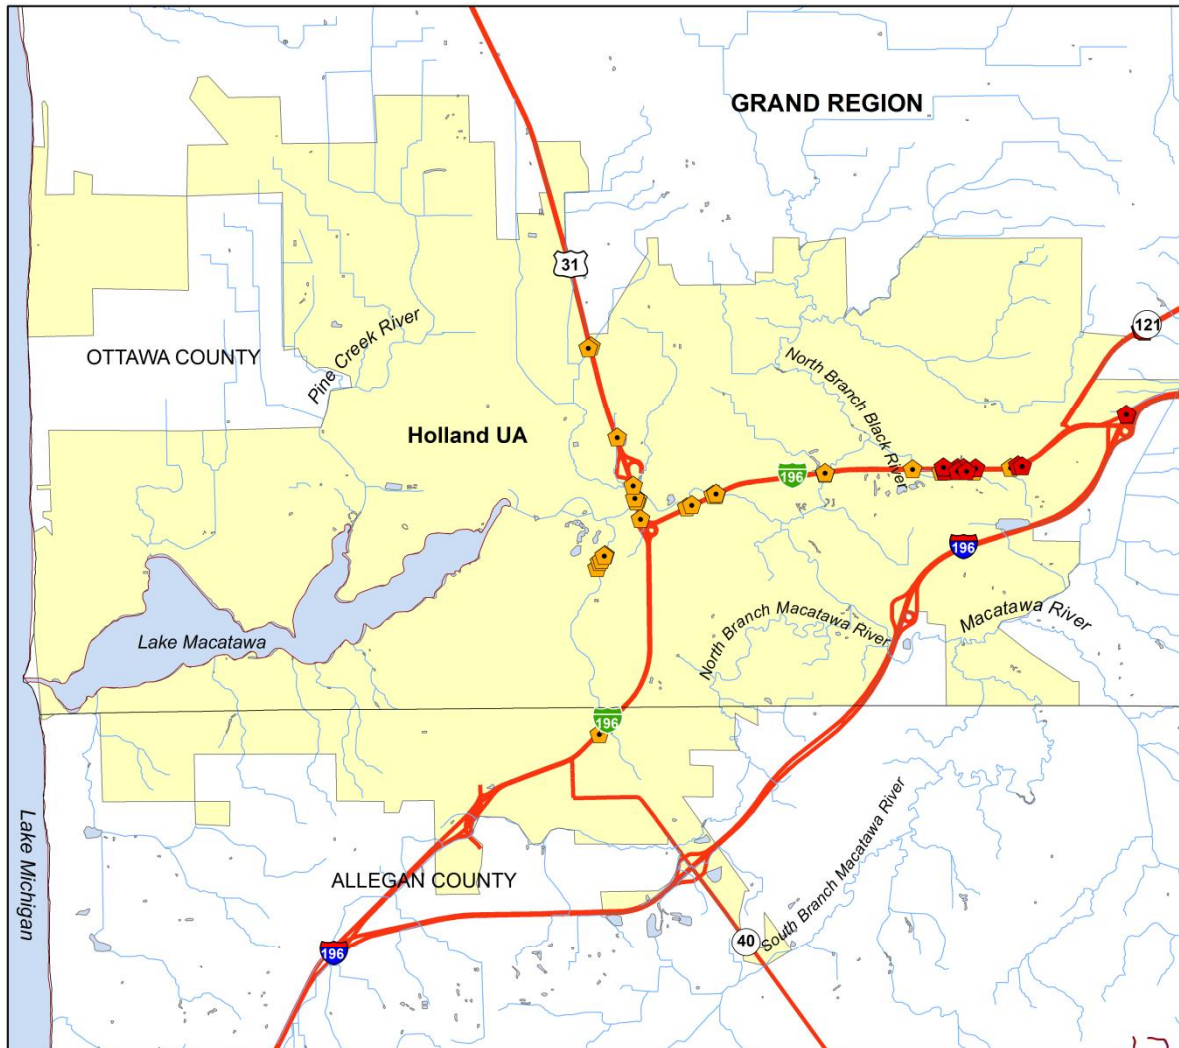 GRAND REGION
31
121
OTTAWA COUNTY
Pine Creek River
North Branch Black River
Holland UA
196
196
Lake Macatawa
North Branch Macatawa River
Macatawa River
196
Lake Michigan
ALLEGAN COUNTY
South Branch Macatawa River
40
196